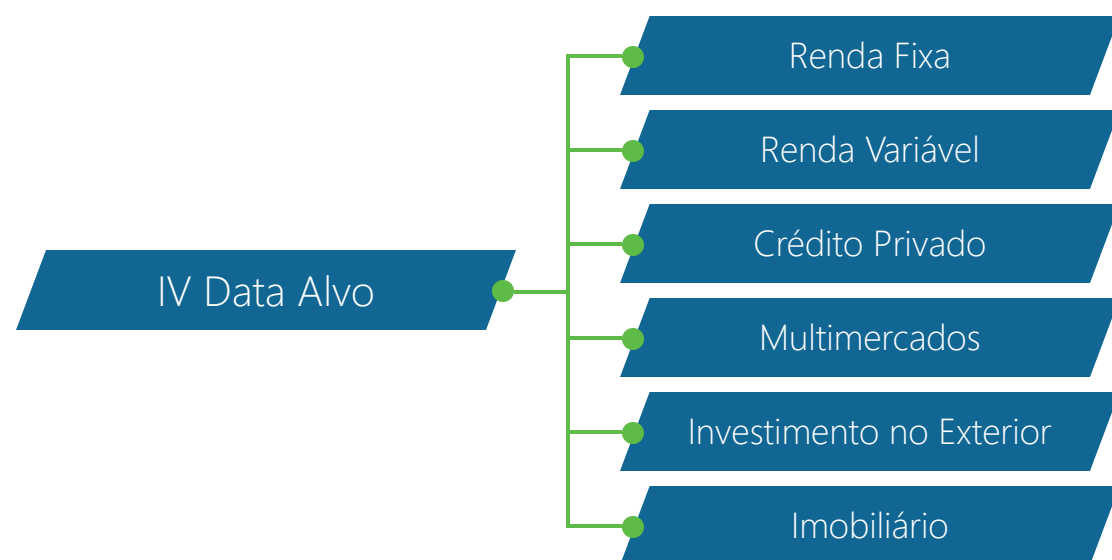 Renda Fixa
Renda Variável
Crédito Privado
IV Data Alvo
Multimercados
Investimento no Exterior
Imobiliário